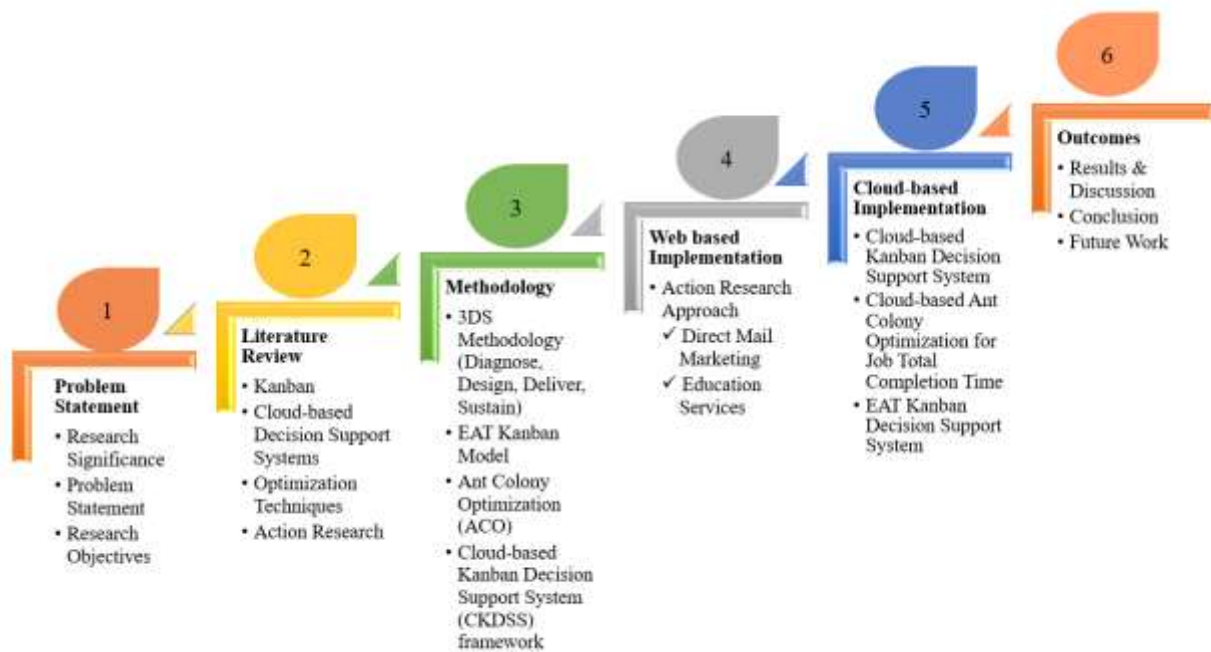 1
Problem
Statement
• Research
Significance
• Problem
Statement
• Research
Objectives
2
Literature
Review
• Kanban
• Cloud-based
Decision Support
Systems
• Optimization
Techniques
• Action Research
3
Methodology
• 3DS
Methodology
(Diagnose,
Design, Deliver,
Sustain)
• EAT Kanban
Model
• Ant Colony
Optimization
(ACO)
• Cloud-based
Kanban Decision
Support System
(CKDSS)
framework
4
Web based
Implementation
• Action Research
Approach
✓ Direct Mail
Marketing
✓ Education
Services
5
Cloud-based
Implementation
• Cloud-based
Kanban Decision
Support System
• Cloud-based Ant
Colony
Optimization for
Job Total
Completion Time
• EAT Kanban
Decision Support
System
6
Outcomes
• Results &
Discussion
• Conclusion
• Future Work